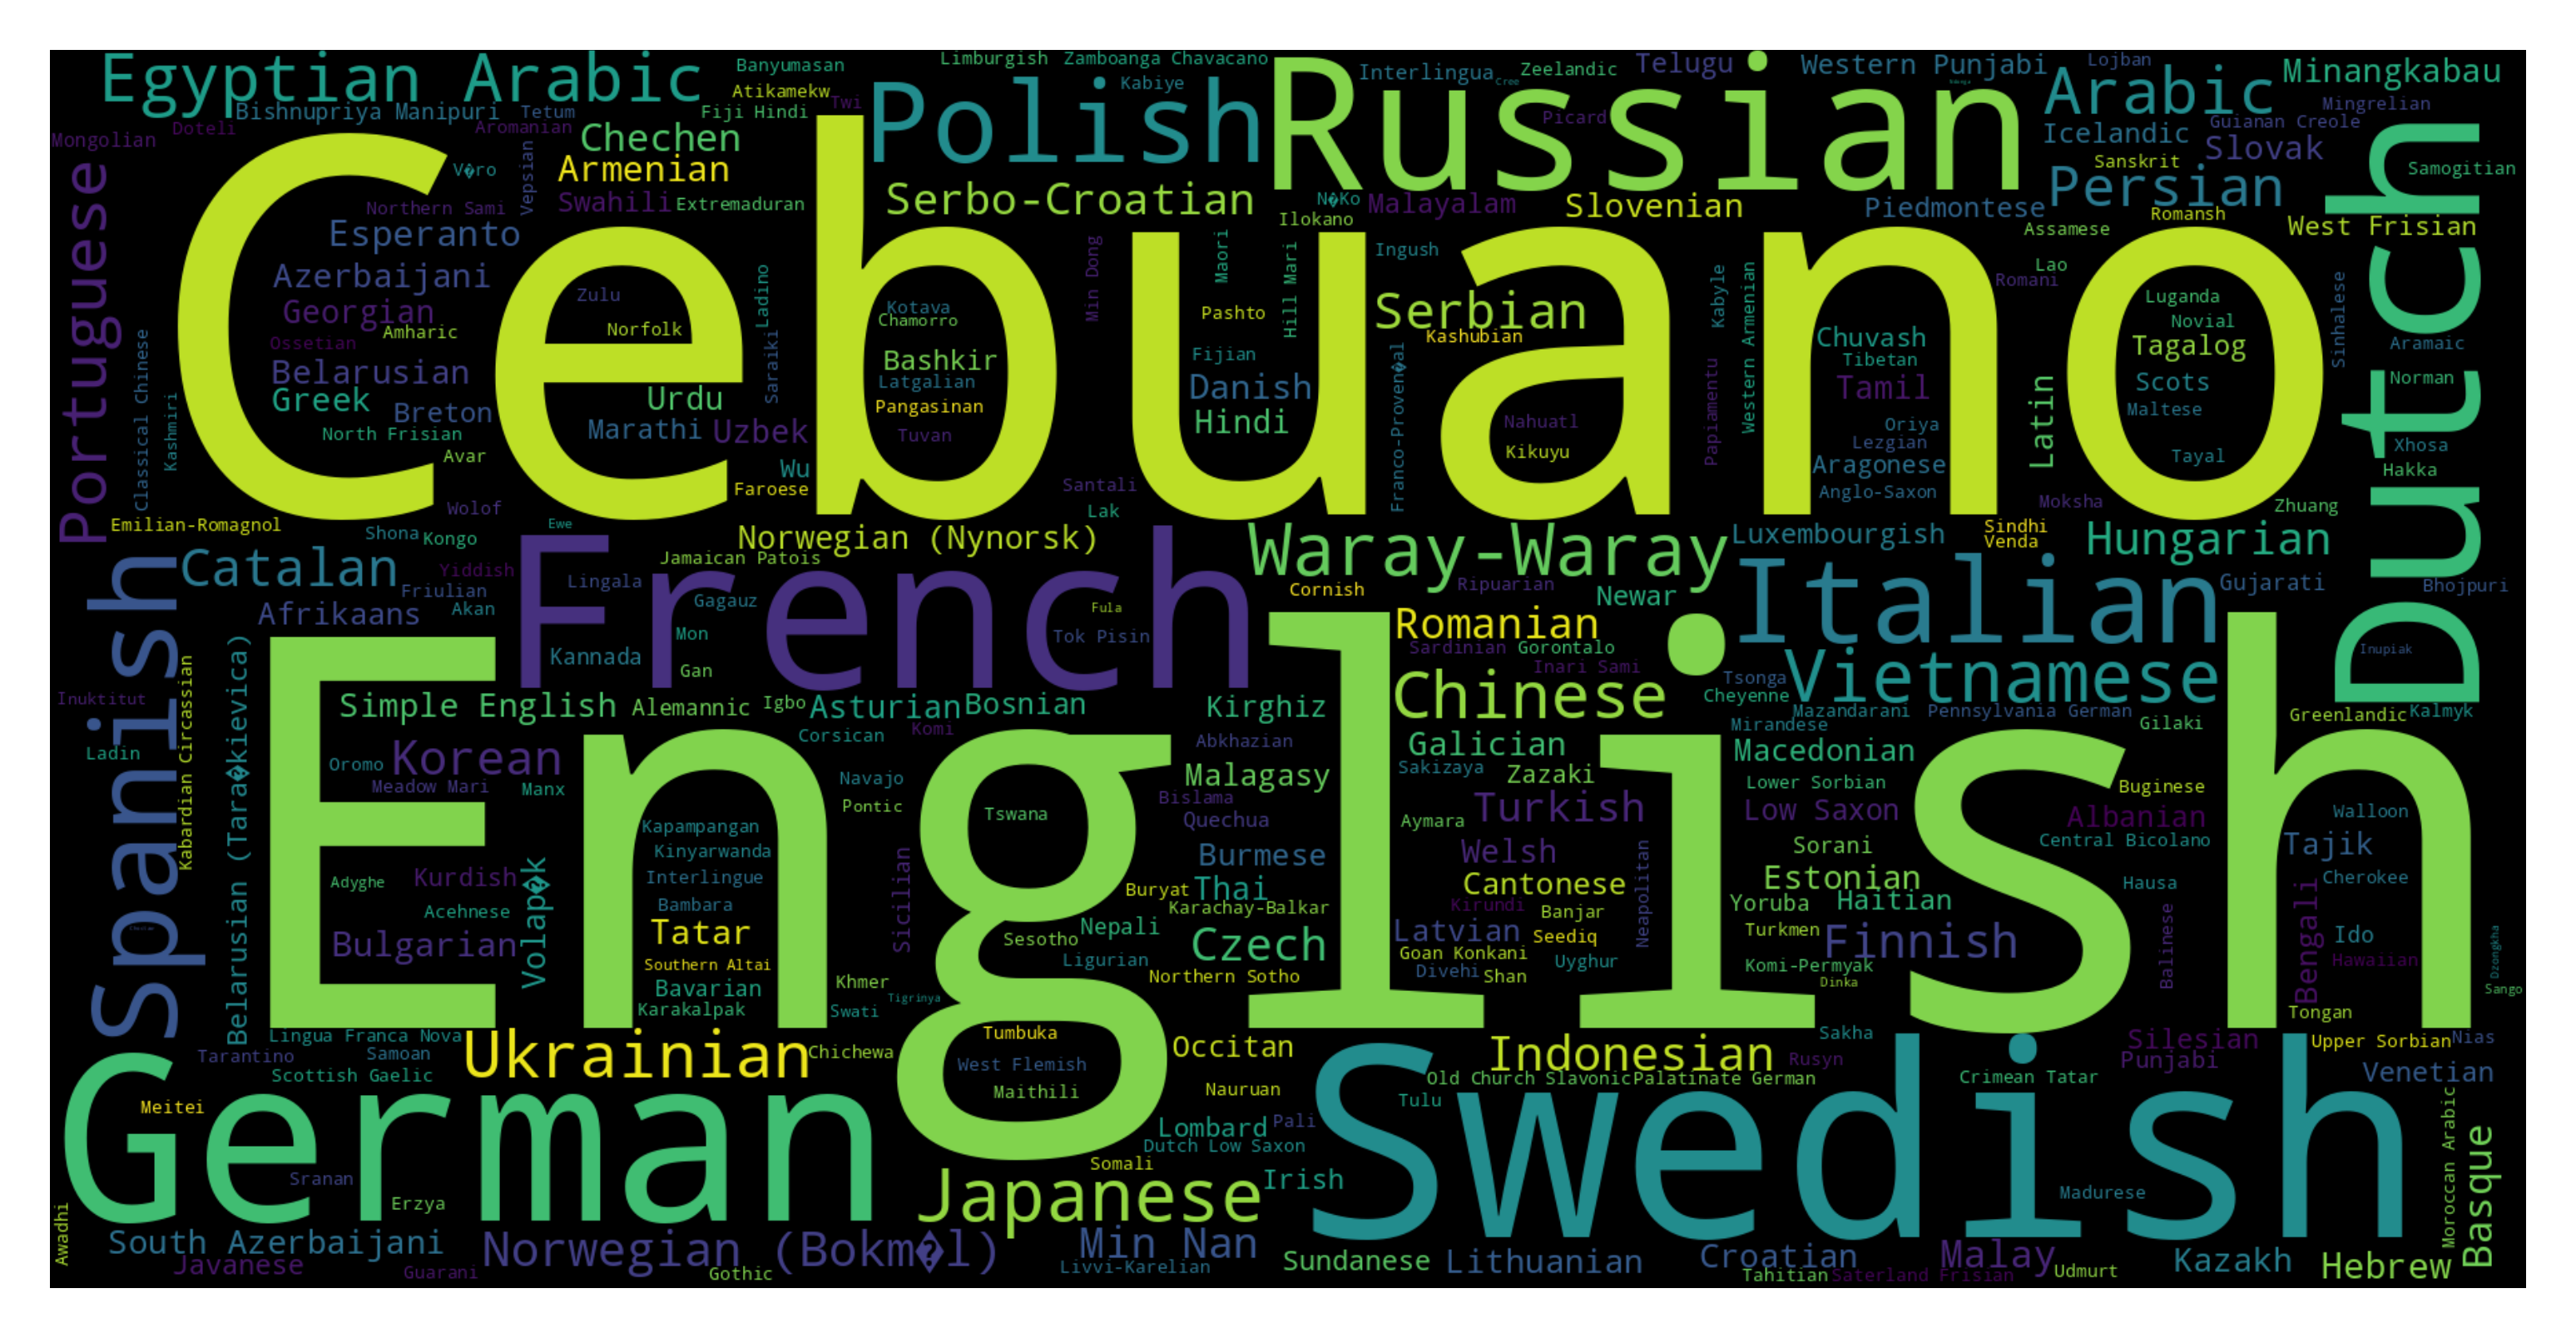 Egyptian Arabic
Banyumasan
Limburgish
Zamboanga Chavacano
Polish
Kabiye
Russian
Interlingua
Cree
Zeelandic
Telugu
Western Punjabi
Lojban
Arabic
Minangkabau
Bishnupriya Manipuri
Tetum
Atikamekw
Fiji Hindi
Twi
Picard
Mingrelian
Guianan Creole
Icelandic
Slovak
Mongolian
Doteli
Aromanian
Chechen
Armenian
Sanskrit
Samogitian
Portuguese
V�ro
Vepsian
Swahili
Extremaduran
Northern Sami
Serbo-Croatian
N�Ko
Ilokano
Malayalam
Slovenian
Piedmontese
Persian
Romansh
West Frisian
Dutch
Cebuano
Esperanto
Azerbaijani
Georgian
Amharic
Ossetian
Belarusian
Greek
Breton
North Frisian
Avar
Classical Chinese
Kashmiri
Zulu
Norfolk
Urdu
Marathi
Uzbek
Ladino
Saraiki
Wu
Faroese
Kotava
Chamorro
Bashkir
Latgalian
Pangasinan
Tuvan
Min Dong
Maori
Hill Mari
Pashto
Fijian
Danish
Hindi
Ingush
Serbian
Kashubian
Franco-Proven�al
Nahuatl
Kikuyu
Kabyle
Western Armenian
Papiamentu
Chuvash
Tibetan
Tamil
Oriya
Lezgian
Aragonese
Anglo-Saxon
Assamese
Lao
Romani
Latin
Moksha
Luganda
Novial
Tagalog
Scots
Maltese
Tayal
Sinhalese
Aramaic
Norman
Xhosa
Hakka
Zhuang
Santali
Lak
Emilian-Romagnol
Wolof
Shona
Kongo
Ewe
Norwegian (Nynorsk)
Jamaican Patois
Spanish
Catalan
Yiddish
Friulian
Afrikaans
Akan
French
Lingala
Gagauz
Mon
Gan
Kannada
Fula
Tok Pisin
Waray-Waray
Cornish
Ripuarian
Newar
Luxembourgish
Sindhi
Venda
Hungarian
Italian
Gujarati
Bhojpuri
Romanian
Sardinian
Gorontalo
Inari Sami
Chinese
Tsonga
Cheyenne
Vietnamese
Inupiak
Inuktitut
Ladin
Kabardian Circassian
Belarusian (Tara�kievica)
English
Simple English
Alemannic
Igbo
Asturian
Bosnian
Corsican
Komi
Kirghiz
Abkhazian
Malagasy
Bislama
Quechua
Korean
Oromo
Meadow Mari
Manx
Navajo
Pontic
Tswana
Galician
Sakizaya
Zazaki
Turkish
Aymara
Mazandarani
Pennsylvania German
Mirandese
Macedonian
Lower Sorbian
Low Saxon
Gilaki
Greenlandic
Kalmyk
Buginese
Albanian
Central Bicolano
Walloon
Tajik
Cherokee
Kapampangan
Kinyarwanda
Interlingue
Bambara
Tatar
Southern Altai
Bavarian
Karakalpak
Adyghe
Kurdish
Acehnese
Bulgarian
Volap�k
Sicilian
Khmer
Swati
Tigrinya
Sesotho
Nepali
Ligurian
Burmese
Buryat
Thai
Karachay-Balkar
Czech
Northern Sotho
Welsh
Cantonese
Kirundi
Banjar
Latvian
Seediq
Goan Konkani
Divehi
Shan
Uyghur
Neapolitan
Sorani
Estonian
Yoruba
Haitian
Turkmen
Finnish
Komi-Permyak
Dinka
Hausa
Balinese
Bengali
Ido
Hawaiian
Dzongkha
Sango
Tongan
Lingua Franca Nova
Tarantino
Samoan
Scottish Gaelic
Ukrainian
Chichewa
Tumbuka
West Flemish
Maithili
Occitan
Nauruan
Indonesian
Sakha
Rusyn
Old Church Slavonic
Palatinate German
Tulu
Crimean Tatar
Silesian
Punjabi
Upper Sorbian
Nias
Venetian
German
Meitei
Sranan
Erzya
Swedish
Lombard
Pali
Dutch Low Saxon
Somali
Irish
Madurese
Moroccan Arabic
Basque
Awadhi
South Azerbaijani
Javanese
Guarani
Norwegian (Bokm�l)
Gothic
Japanese
Min Nan
Livvi-Karelian
Sundanese
Lithuanian
Croatian
Tahitian
Saterland Frisian
Malay
Udmurt
Kazakh
Hebrew